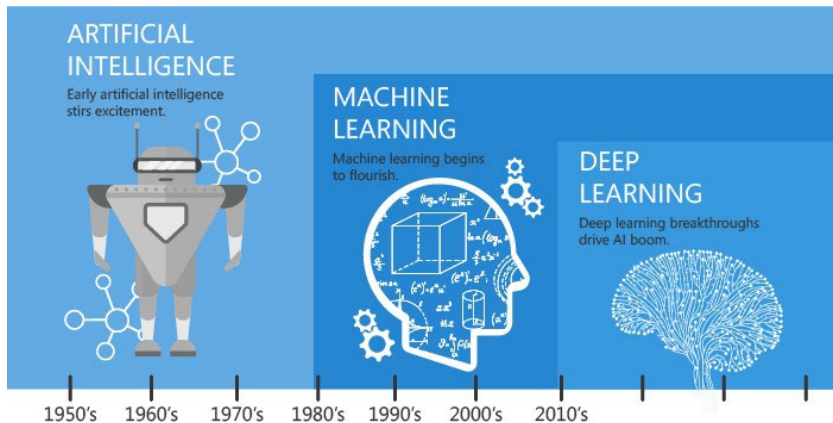 ARTIFICIAL
INTELLIGENCE
Early artificial intelligence
stirs excitement.
MACHINE
LEARNING
Machine learning begins
to flourish.
DEEP
LEARNING
Deep learning breakthroughs
drive AI boom.
1950's 1960's 1970's 1980's 1990's 2000's 2010's